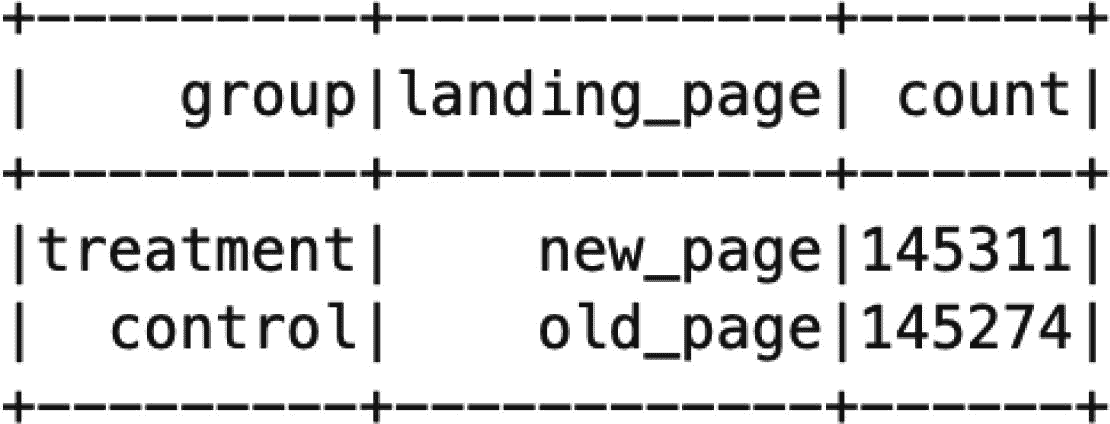 +-----------+---------------+-------+
|     group|landing_page| count|
+-----------+---------------+-------+
|treatment|    new_page|145311|
|  control|    old_page|145274|
+-----------+---------------+-------+